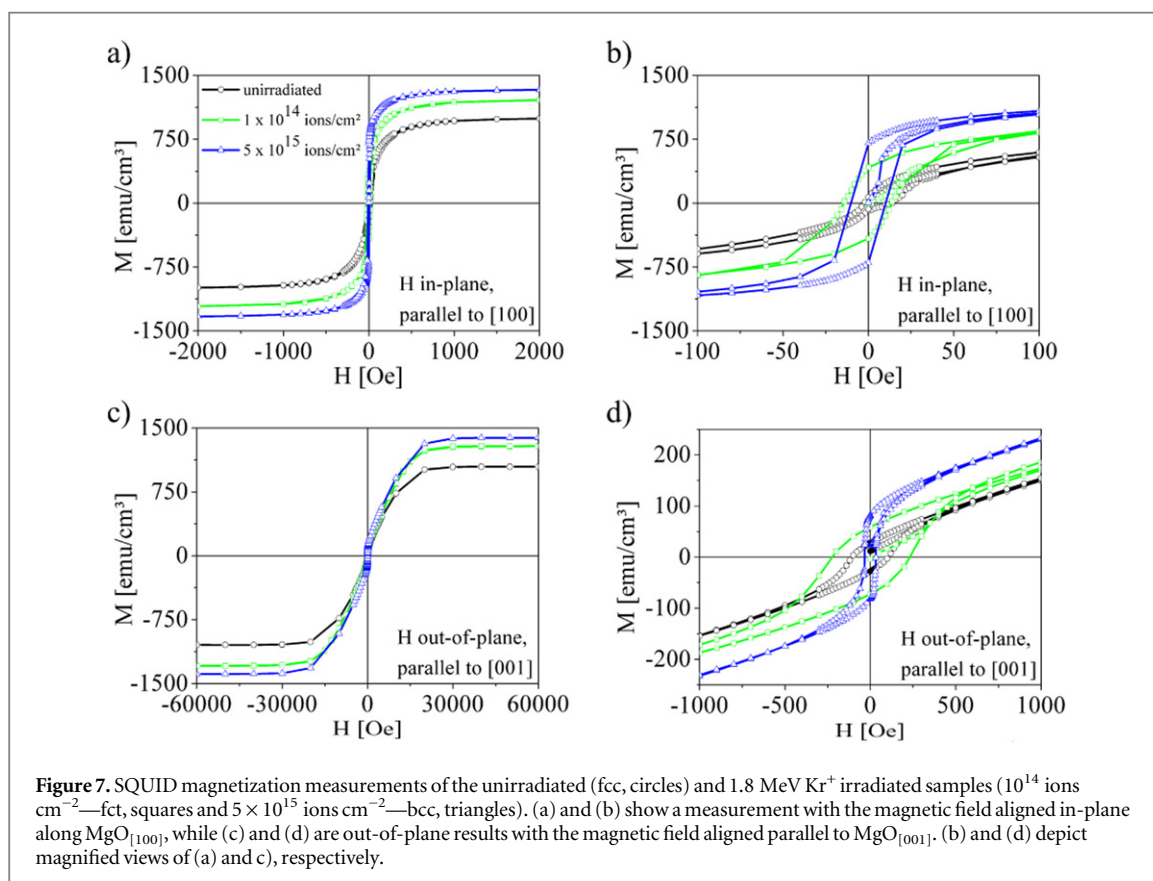 a)
1500
750
0
-750
-1500
M [emu/cm³]
unirradiated
1 x 10¹⁴ ions/cm²
5 x 10¹⁵ ions/cm²
H in-plane,
parallel to [100]
-2000 -1000 0 1000 2000
H [Oe]
b)
1500
750
0
-750
-1500
M [emu/cm³]
H in-plane,
parallel to [100]
-100 -50 0 50 100
H [Oe]
c)
1500
750
0
-750
-1500
M [emu/cm³]
H out-of-plane,
parallel to [001]
-60000 -30000 0 30000 60000
H [Oe]
d)
200
100
0
-100
-200
M [emu/cm³]
H out-of-plane,
parallel to [001]
-1000 -500 0 500 1000
H [Oe]
Figure 7. SQUID magnetization measurements of the unirradiated (fcc, circles) and 1.8 MeV Kr⁺ irradiated samples (10¹⁴ ions
cm⁻²—fct, squares and 5 × 10¹⁵ ions cm⁻²—bcc, triangles). (a) and (b) show a measurement with the magnetic field aligned in-plane
along MgO[100], while (c) and (d) are out-of-plane results with the magnetic field aligned parallel to MgO[001]. (b) and (d) depict
magnified views of (a) and c), respectively.